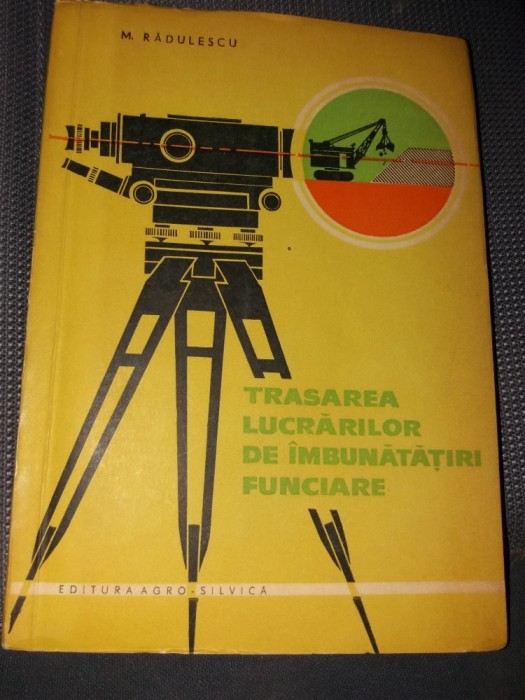 M. RĂDULESCU
TRASAREA
LUCRĂRILOR
DE ÎMBUNĂTĂȚIRI
FUNCIARE
EDITURA AGRO-SILVICĂ